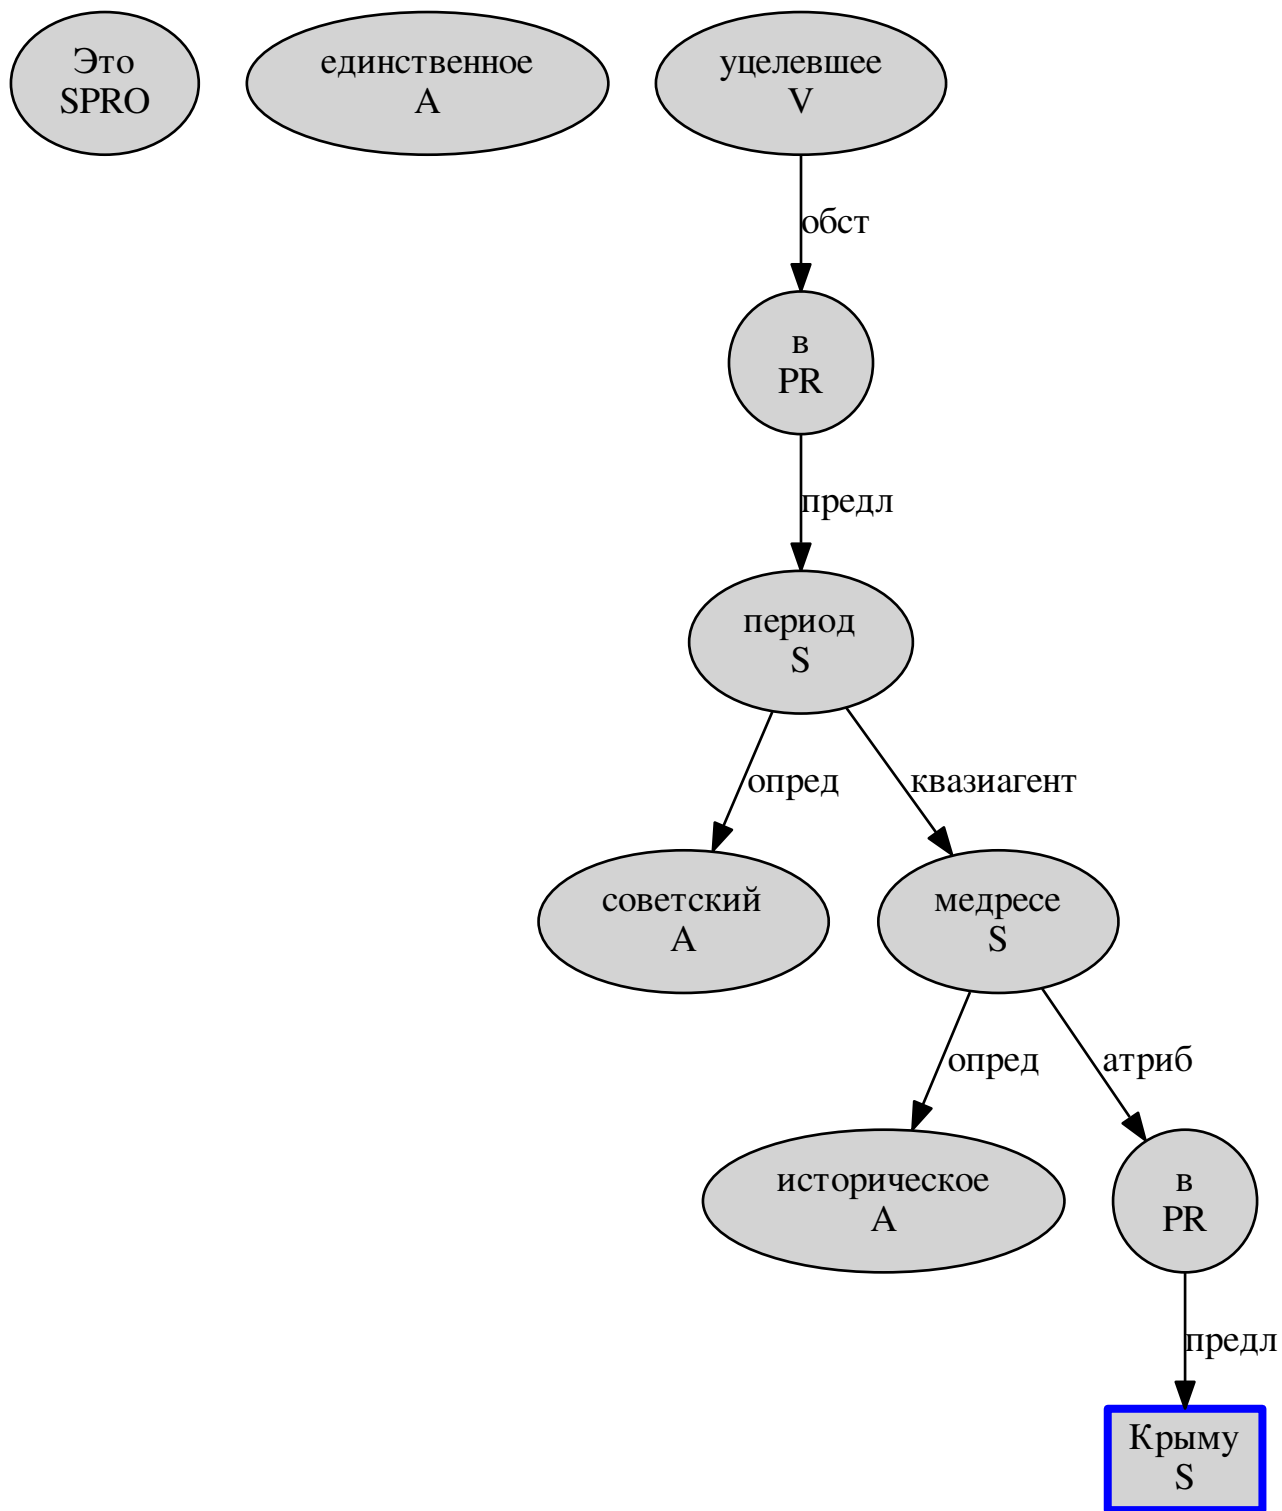 Это
SPRO
единственное
A
уцелевшее
V
обст
в
PR
предл
период
S
опред
квазиагент
советский
A
медресе
S
опред
атриб
историческое
A
в
PR
предл
Крыму
S